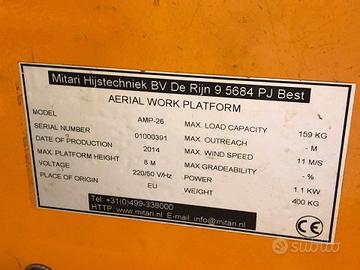 Mitari Hijstechniek BV De Rijn 9 5684 PJ Best
AERIAL WORK PLATFORM
MODEL AMP-26 MAX. LOAD CAPACITY 159 KG
SERIAL NUMBER 01000391 MAX. OUTREACH - M
DATE OF PRODUCTION 2014 MAX. WIND SPEED 11 M/S
MAX. PLATFORM HEIGHT 8 M MAX. GRADEABILITY - %
VOLTAGE 220/50 V/Hz POWER 1.1 KW
PLACE OF ORIGIN EU WEIGHT 400 KG
Tel: +31(0)499-338000
HTTP: www.mitari.nl E-mail: info@mitari.nl
CE
subito